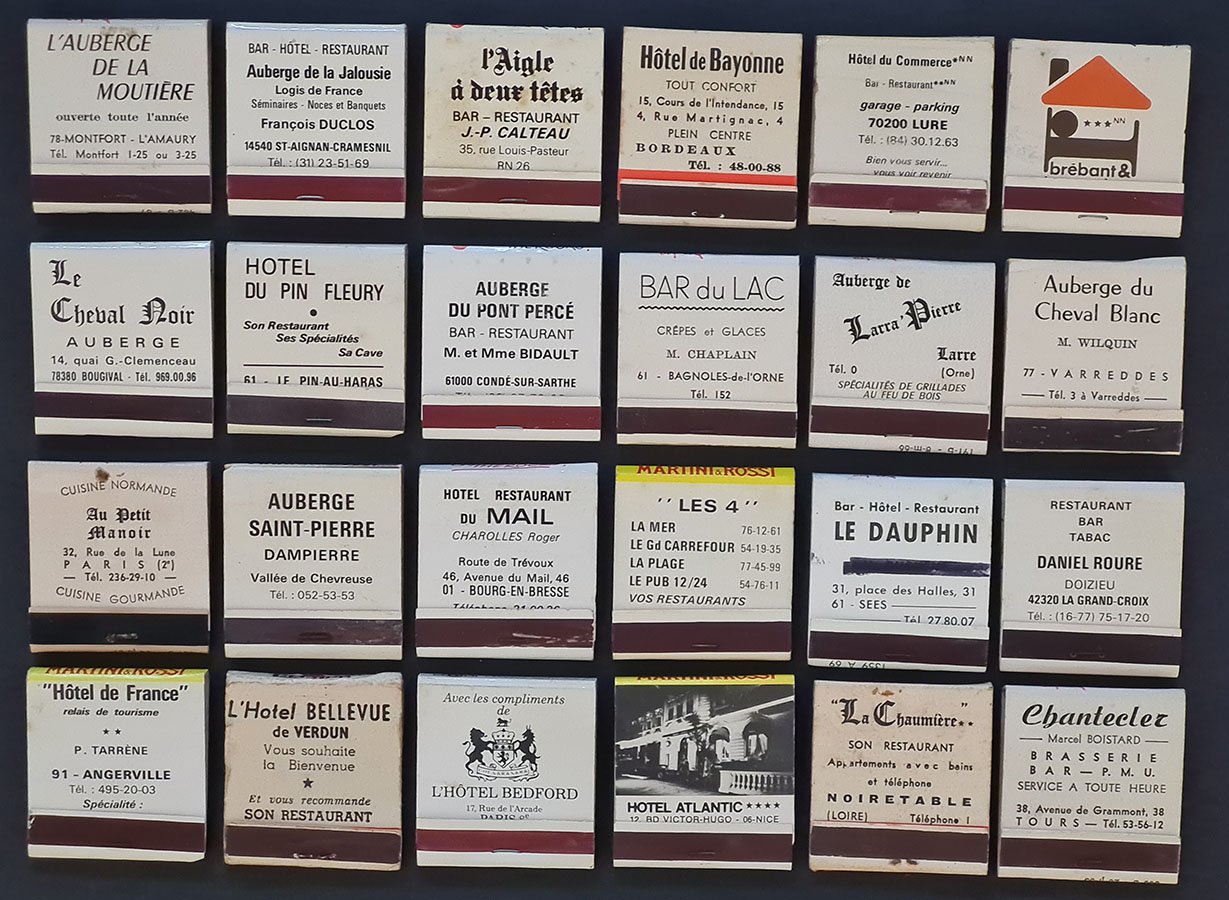 L'AUBERGE
DE LA
MOUTIÈRE
ouverte toute l'année
78-MONTFORT - L'AMAURY
Tél. Montfort 1-25 ou 3-25
BAR - HÔTEL - RESTAURANT
Auberge de la Jalousie
Logis de France
Séminaires - Noces et Banquets
François DUCLOS
14540 ST-AIGNAN-CRAMESNIL
Tél. : (31) 23-51-69
l'Aigle
à deux têtes
BAR - RESTAURANT
J.-P. CALTEAU
35, rue Louis-Pasteur
RN 26
Hôtel de Bayonne
TOUT CONFORT
15, Cours de l'Intendance, 15
4, Rue Martignac, 4
PLEIN CENTRE
BORDEAUX
Tél. : 48-00-88
Hôtel du Commerce*NN
Bar - Restaurant**NN
garage - parking
70200 LURE
Tél. : (84) 30.12.63
Bien vous servir...
vous voir revenir
***NN
brébant&
Le
Cheval Noir
AUBERGE
14, quai G.-Clemenceau
78380 BOUGIVAL - Tél. 969.00.96
HOTEL
DU PIN FLEURY
•
Son Restaurant
Ses Spécialités
Sa Cave
61 - LE PIN-AU-HARAS
AUBERGE
DU PONT PERCÉ
BAR - RESTAURANT
M. et Mme BIDAULT
61000 CONDÉ-SUR-SARTHE
BAR du LAC
CRÊPES et GLACES
M. CHAPLAIN
61 - BAGNOLES-de-l'ORNE
Tél. 152
Auberge de
Larra' Pierre
Larre
Tél. 0 (Orne)
SPÉCIALITÉS DE GRILLADES
AU FEU DE BOIS
Auberge du
Cheval Blanc
M. WILQUIN
77 - VARREDDES
Tél. 3 à Varreddes
CUISINE NORMANDE
Au Petit
Manoir
32, Rue de la Lune
PARIS (2e)
— Tél. 236-29-10 —
CUISINE GOURMANDE
AUBERGE
SAINT-PIERRE
DAMPIERRE
Vallée de Chevreuse
Tél. : 052-53-53
HOTEL RESTAURANT
DU MAIL
CHAROLLES Roger
Route de Trévoux
46, Avenue du Mail, 46
01 - BOURG-EN-BRESSE
Téléphone 21.00.26
MARTINI & ROSSI
"LES 4"
LA MER 76-12-61
LE Gd CARREFOUR 54-19-35
LA PLAGE 77-45-99
LE PUB 12/24 54-76-11
VOS RESTAURANTS
Bar - Hôtel - Restaurant
LE DAUPHIN
31, place des Halles, 31
61 - SEES
Tél. 27.80.07
1359 A 69
RESTAURANT
BAR
TABAC
DANIEL ROURE
DOIZIEU
42320 LA GRAND-CROIX
Tél. : (16-77) 75-17-20
MARTINI & ROSSI
"Hôtel de France"
relais de tourisme
★★
P. TARRÈNE
91 - ANGERVILLE
Tél. : 495-20-03
Spécialité :
L'Hotel BELLEVUE
de VERDUN
Vous souhaite
la Bienvenue
★
Et vous recommande
SON RESTAURANT
Avec les compliments
de
L'HÔTEL BEDFORD
17, Rue de l'Arcade
PARIS 8e
MARTINI & ROSSI
HOTEL ATLANTIC ★★★★
12, BD VICTOR-HUGO - 06-NICE
"La Chaumière★★
SON RESTAURANT
Appartements avec bains
et téléphone
NOIRETABLE
(LOIRE) Téléphone 1
Chantecler
— Marcel BOISTARD —
BRASSERIE
BAR — P.M.U.
SERVICE A TOUTE HEURE
38, Avenue de Grammont, 38
TOURS — Tél. 53-56-12